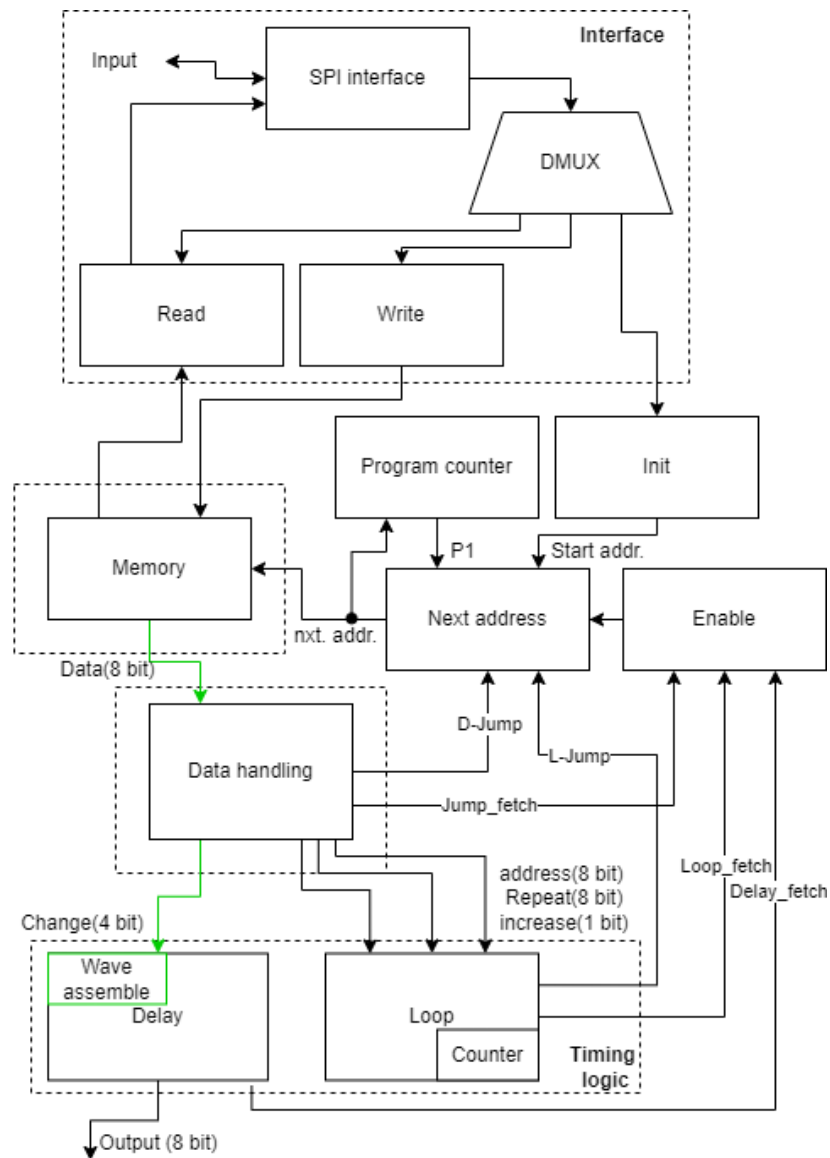 Interface
Input
SPI interface
DMUX
Read
Write
Program counter
Init
P1
Start addr.
Memory
Next address
Enable
nxt. addr.
Data(8 bit)
D-Jump
L-Jump
Data handling
Jump_fetch
address(8 bit)
Repeat(8 bit)
increase(1 bit)
Loop_fetch
Delay_fetch
Change(4 bit)
Wave
assemble
Delay
Loop
Counter
Timing
logic
Output (8 bit)